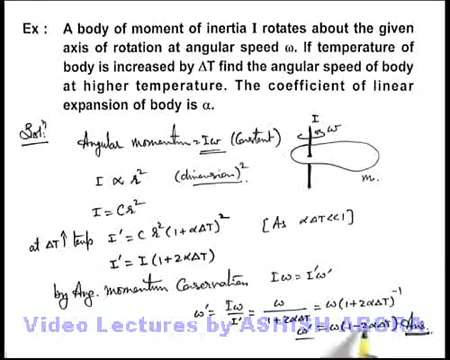 Ex : A body of moment of inertia I rotates about the given
axis of rotation at angular speed ω. If temperature of
body is increased by ΔT find the angular speed of body
at higher temperature. The coefficient of linear
expansion of body is α.
Solⁿ
Angular momentum = Iω (Constant)
I
ω
I ∝ r² (dimension)²
m.
I = Cr²
at ΔT↑ temp I' = C r²(1+αΔT)² [As αΔT<<1]
I' = I(1+2αΔT)
by Ang. momentum Conservation Iω = I'ω'
ω' = Iω/I' = ω/1+2αΔT = ω(1+2αΔT)⁻¹
ω' = ω(1-2αΔT) Ans.
Video Lectures by ASHISH ARORA